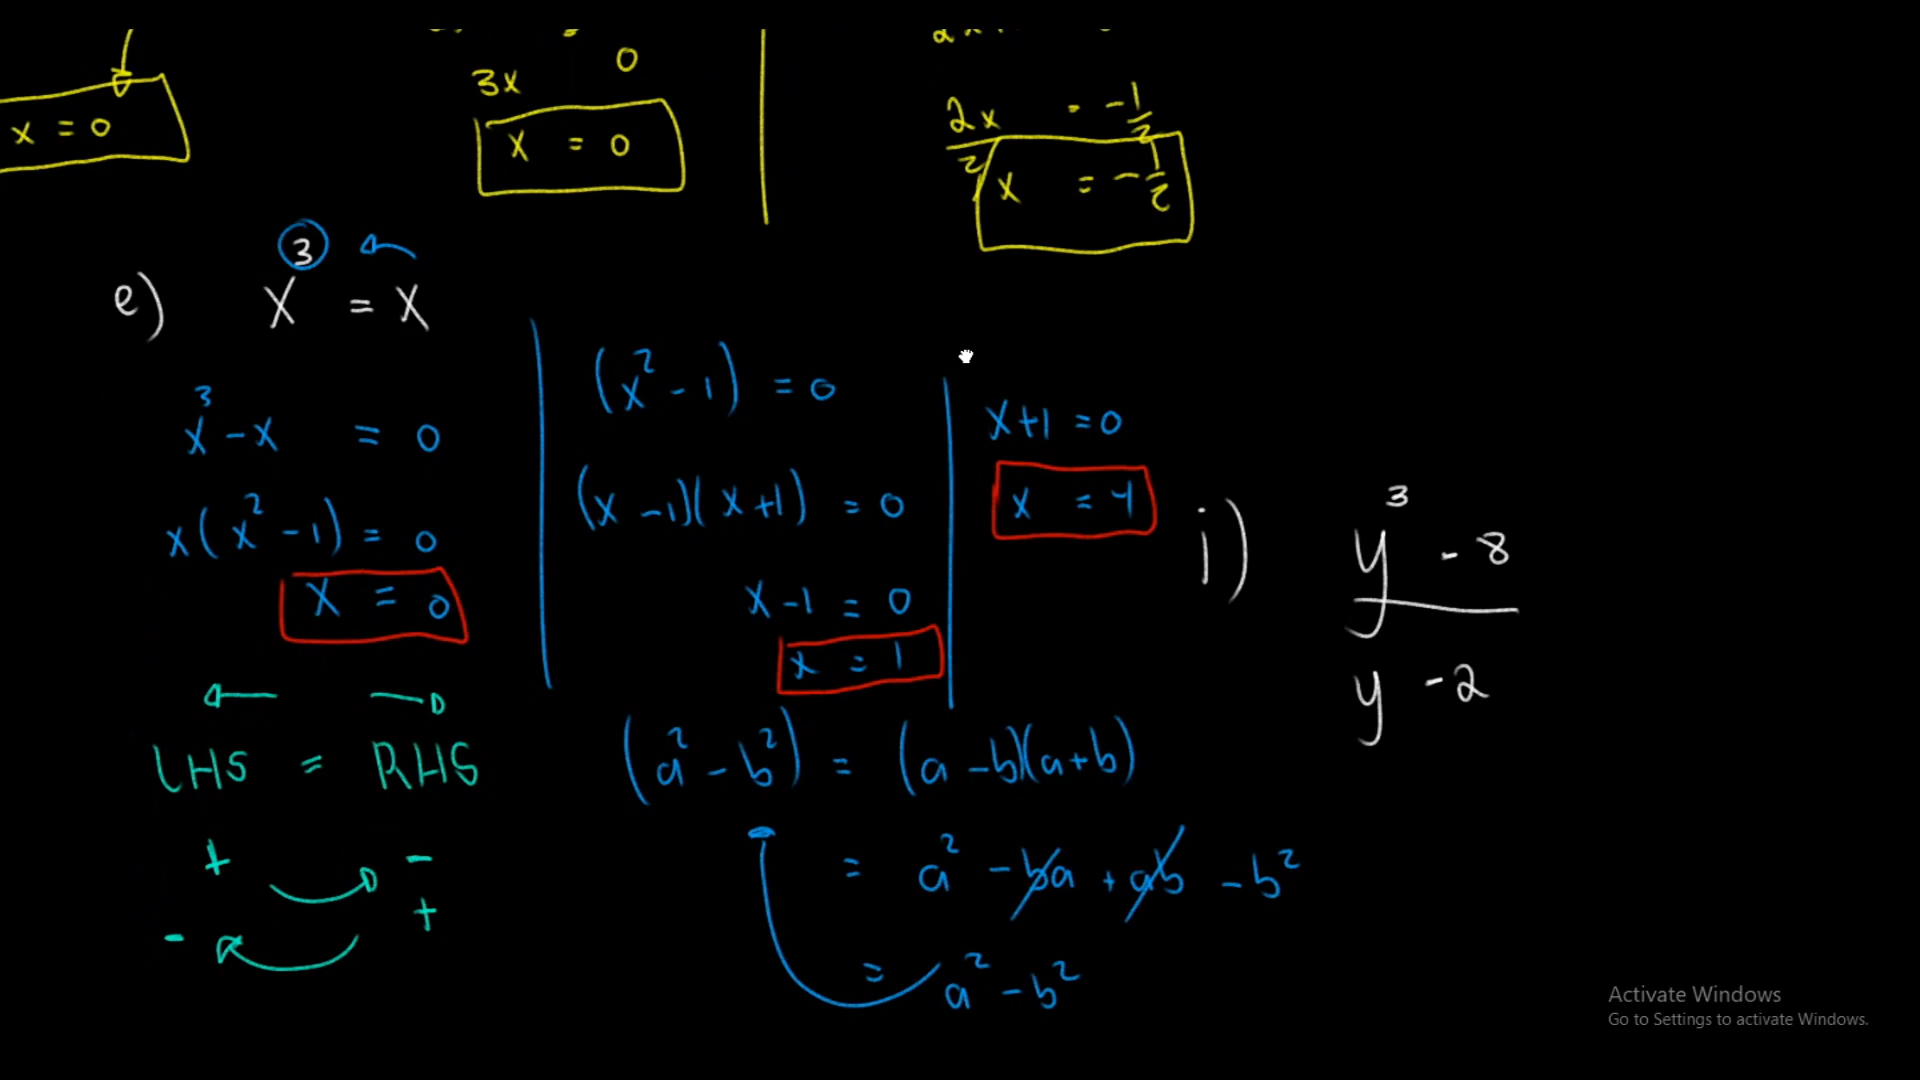 x = 0
3x 0
x = 0
2x = -1/2
2
x = -1/2
e) x³ = x
x³ - x = 0
x(x² - 1) = 0
x = 0
(x² - 1) = 0
(x - 1)(x + 1) = 0
x - 1 = 0
x = 1
x + 1 = 0
x = -1
i) y³ - 8
y - 2
LHS = RHS
+ -
- +
(a² - b²) = (a - b)(a + b)
= a² - ba + ab - b²
= a² - b²
Activate Windows
Go to Settings to activate Windows.